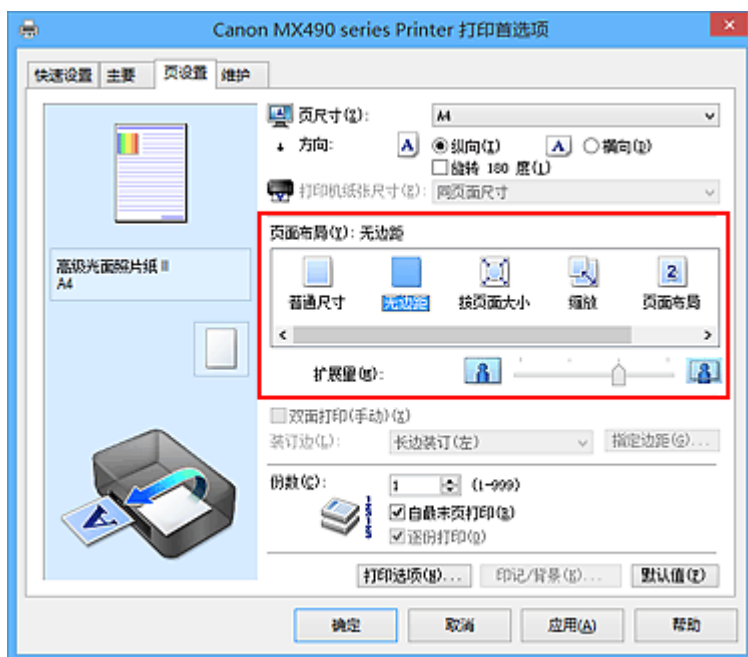 Canon MX490 series Printer 打印首选项
快速设置 主要 页设置 维护
页尺寸(Z): A4
方向: A 纵向(I) A 横向(D)
旋转 180 度(L)
打印机纸张尺寸(E): 同页面尺寸
页面布局(Y): 无边距
普通尺寸 无边距 按页面大小 缩放 页面布局
扩展量(M):
高级光面照片纸 II
A4
双面打印(手动)(X)
装订边(L): 长边装订(左) 指定边距(G)...
份数(C): 1 (1-999)
自最末页打印(R)
逐份打印(O)
打印选项(N)... 印记/背景(B)... 默认值(F)
确定 取消 应用(A) 帮助